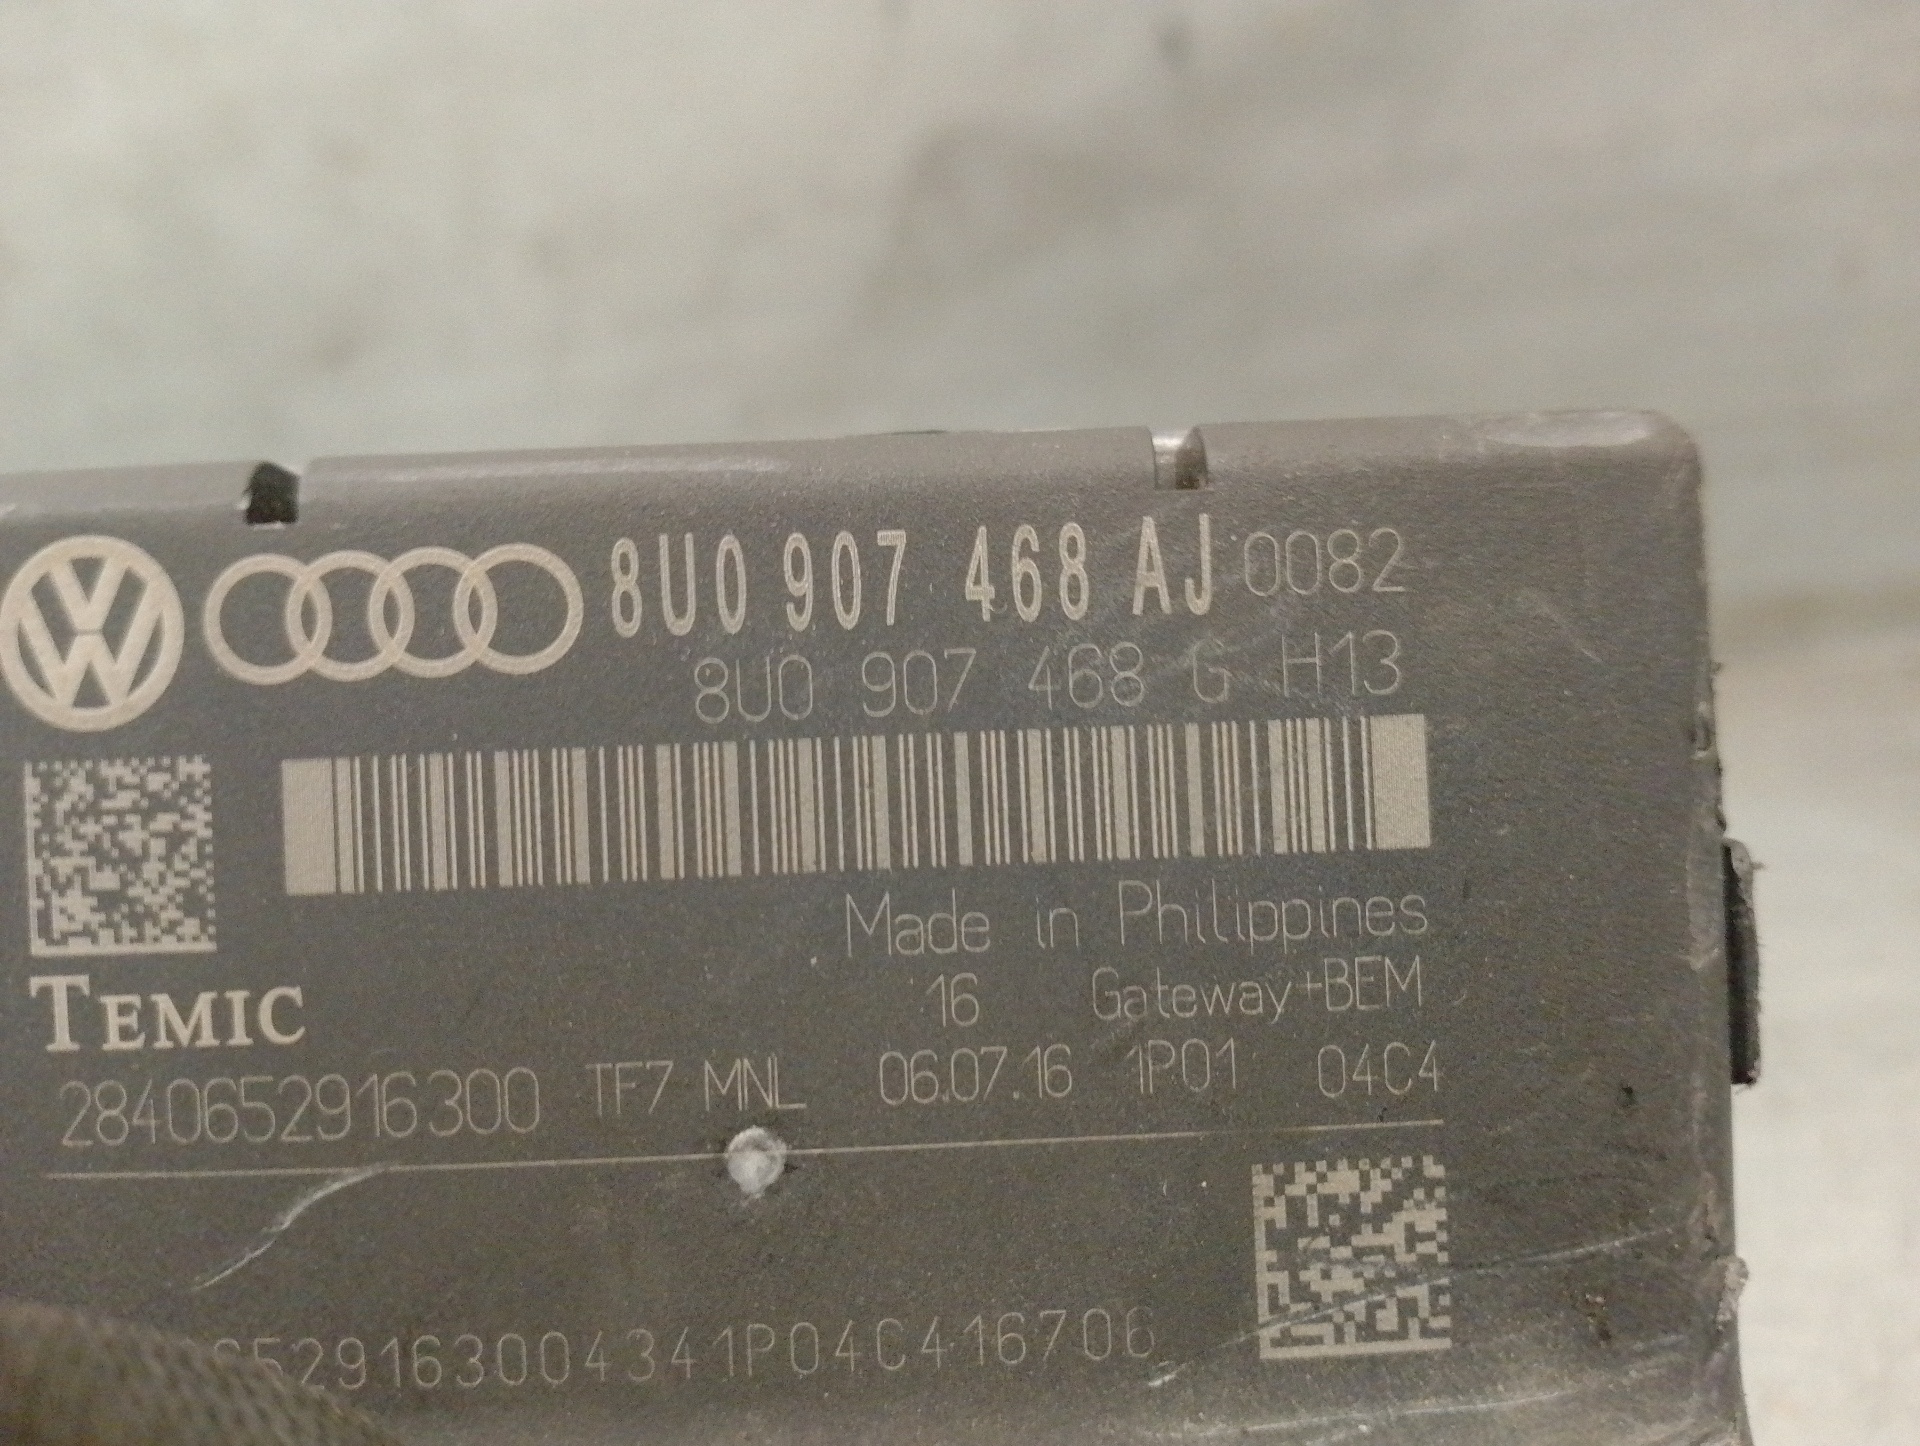 8U0 907 468 AJ 0082
8U0 907 468 G H13
Made in Philippines
16 Gateway+BEM
TEMIC
2840652916300 TF7 MNL 06.07.16 1P01 04C4
529163004341P04C416706